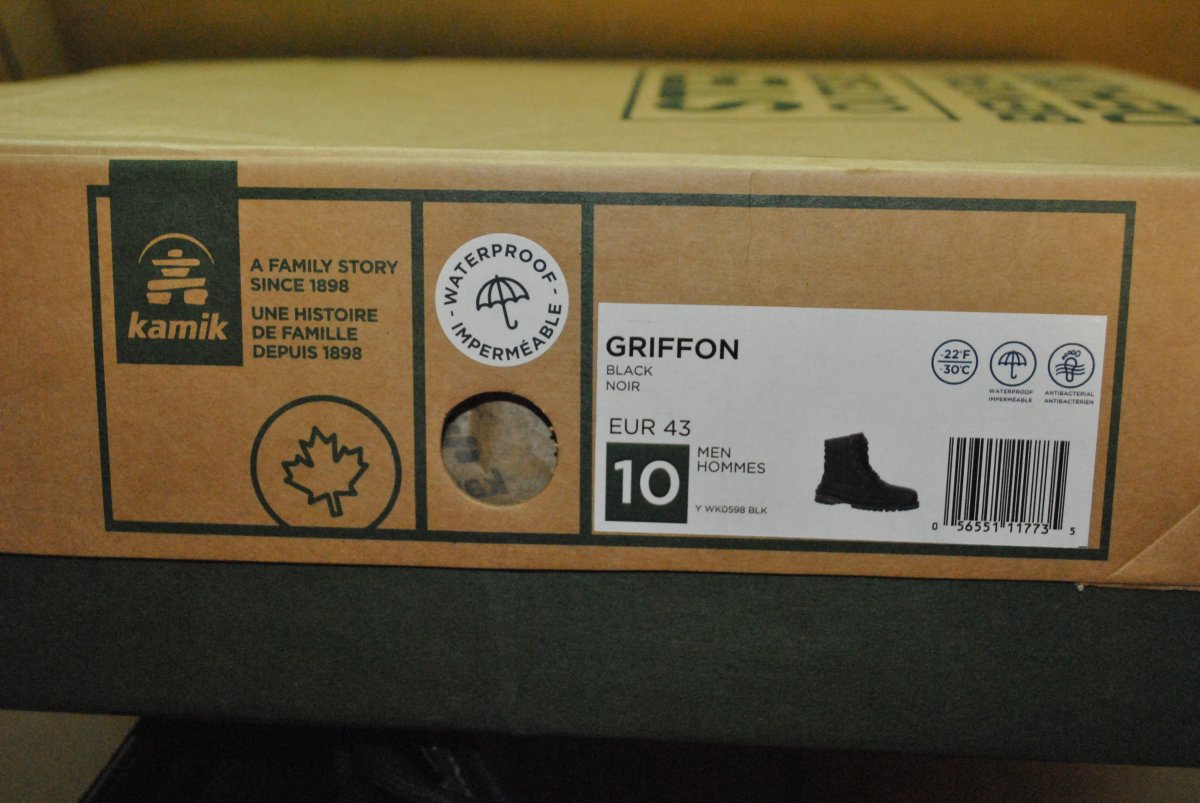 kamik
A FAMILY STORY
SINCE 1898
UNE HISTOIRE
DE FAMILLE
DEPUIS 1898
- WATERPROOF -
IMPERMÉABLE
GRIFFON
BLACK
NOIR
EUR 43
10
MEN
HOMMES
Y WK0598 BLK
-22°F
-30°C
WATERPROOF
IMPERMÉABLE
ANTIBACTERIAL
ANTIBACTÉRIEN
0 56551 11773 5